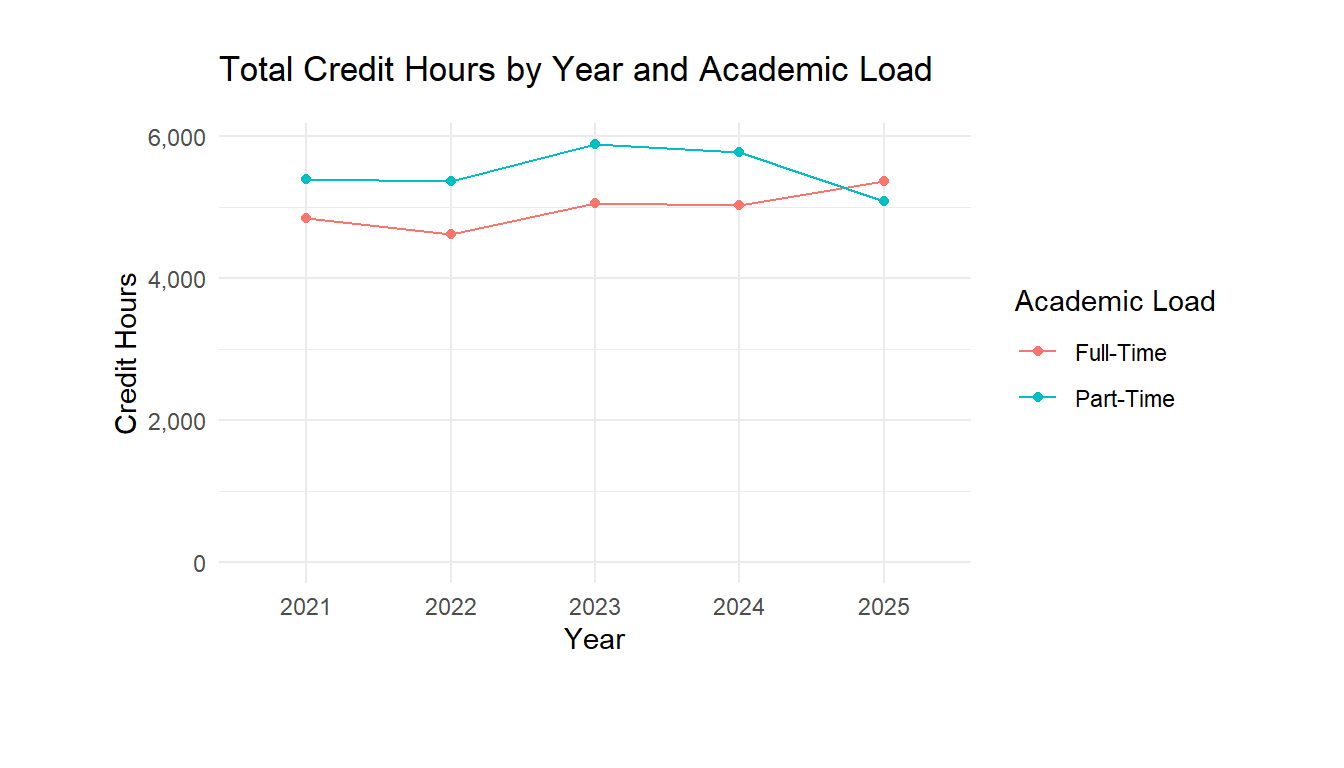 Total Credit Hours by Year and Academic Load
6,000
4,000
2,000
0
Credit Hours
2021 2022 2023 2024 2025
Year
Academic Load
Full-Time
Part-Time